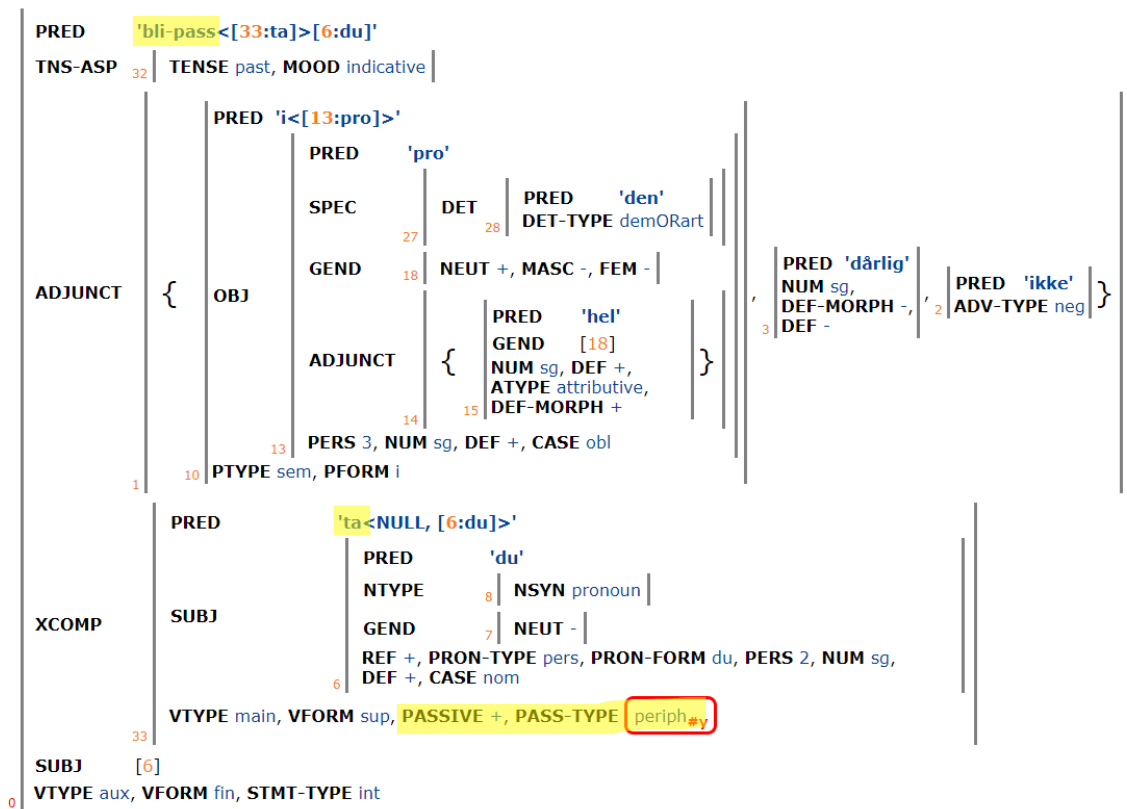 PRED 'bli-pass<[33:ta]>[6:du]'
TNS-ASP 32 TENSE past, MOOD indicative
PRED 'i<[13:pro]>'
PRED 'pro'
SPEC 27 DET 28 PRED 'den'
DET-TYPE demORart
GEND 18 NEUT +, MASC -, FEM -
ADJUNCT { OBJ
ADJUNCT 14 { PRED 'hel'
GEND [18]
NUM sg, DEF +,
ATYPE attributive,
15 DEF-MORPH + }
13 PERS 3, NUM sg, DEF +, CASE obl
1 10 PTYPE sem, PFORM i
, PRED 'dårlig'
NUM sg,
DEF-MORPH -,
3 DEF -
, 2 PRED 'ikke'
ADV-TYPE neg }
XCOMP PRED 'ta<NULL, [6:du]>'
SUBJ PRED 'du'
NTYPE 8 NSYN pronoun
GEND 7 NEUT -
REF +, PRON-TYPE pers, PRON-FORM du, PERS 2, NUM sg,
6 DEF +, CASE nom
33 VTYPE main, VFORM sup, PASSIVE +, PASS-TYPE periph#y
SUBJ [6]
0 VTYPE aux, VFORM fin, STMT-TYPE int